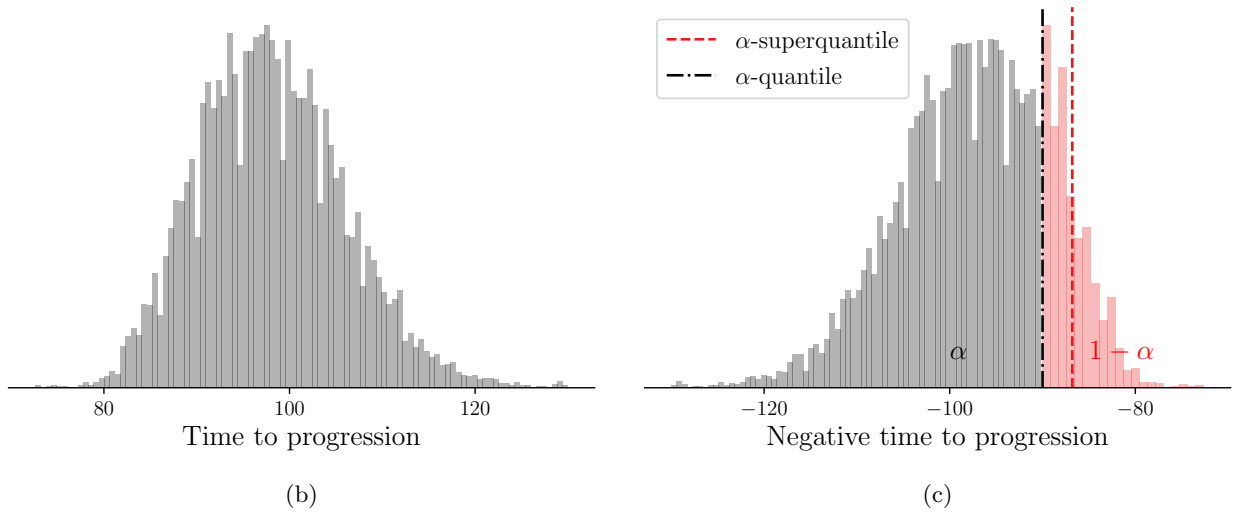 80
100
120
Time to progression
(b)
α-superquantile
α-quantile
α
1 − α
−120
−100
−80
Negative time to progression
(c)